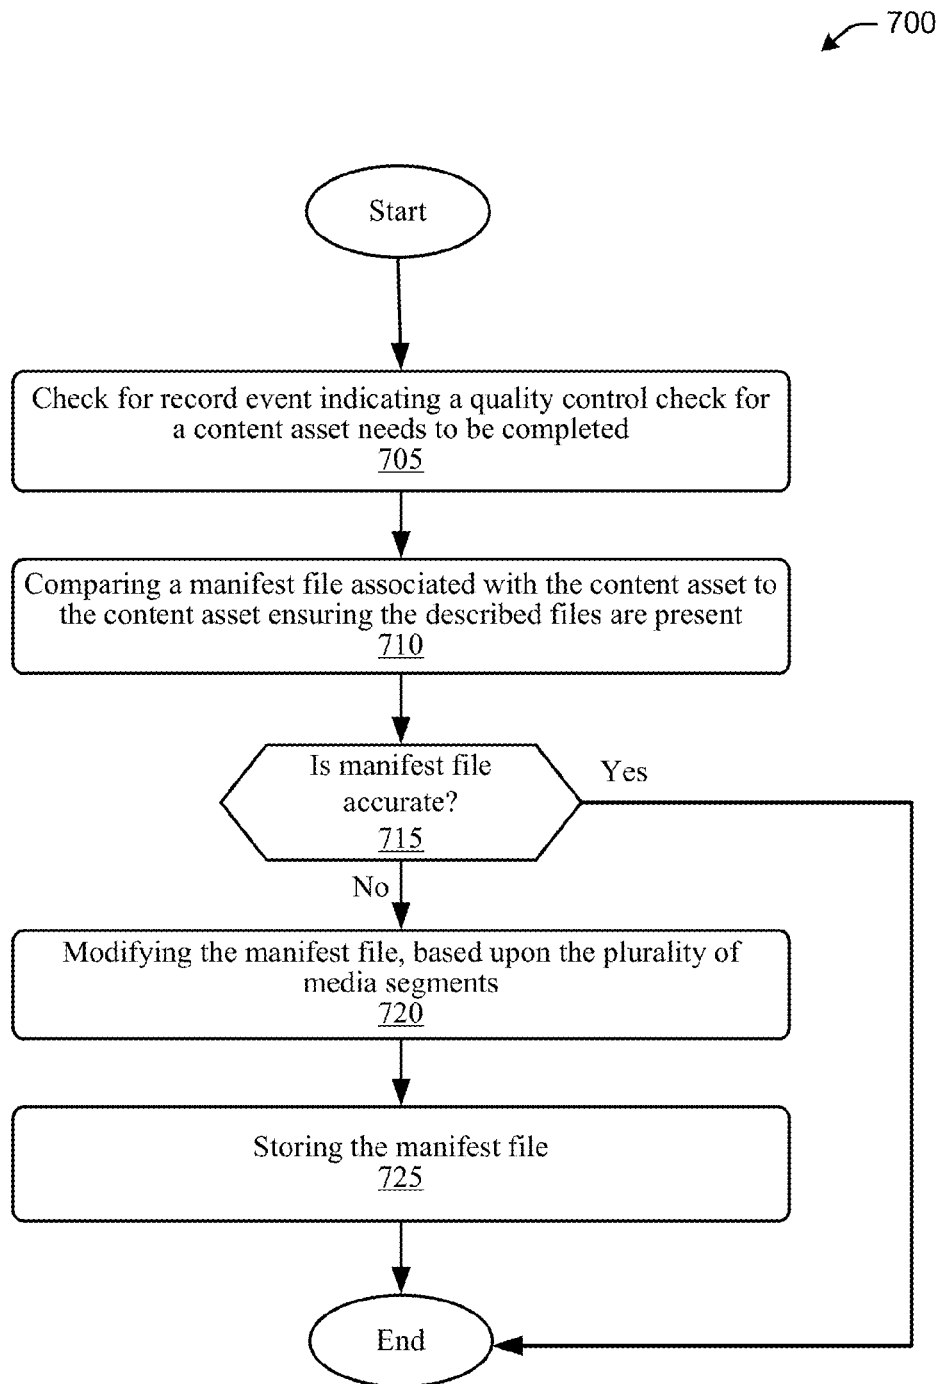 700
Start
Check for record event indicating a quality control check for
a content asset needs to be completed
705
Comparing a manifest file associated with the content asset to
the content asset ensuring the described files are present
710
Is manifest file
accurate?
715
Yes
No
Modifying the manifest file, based upon the plurality of
media segments
720
Storing the manifest file
725
End